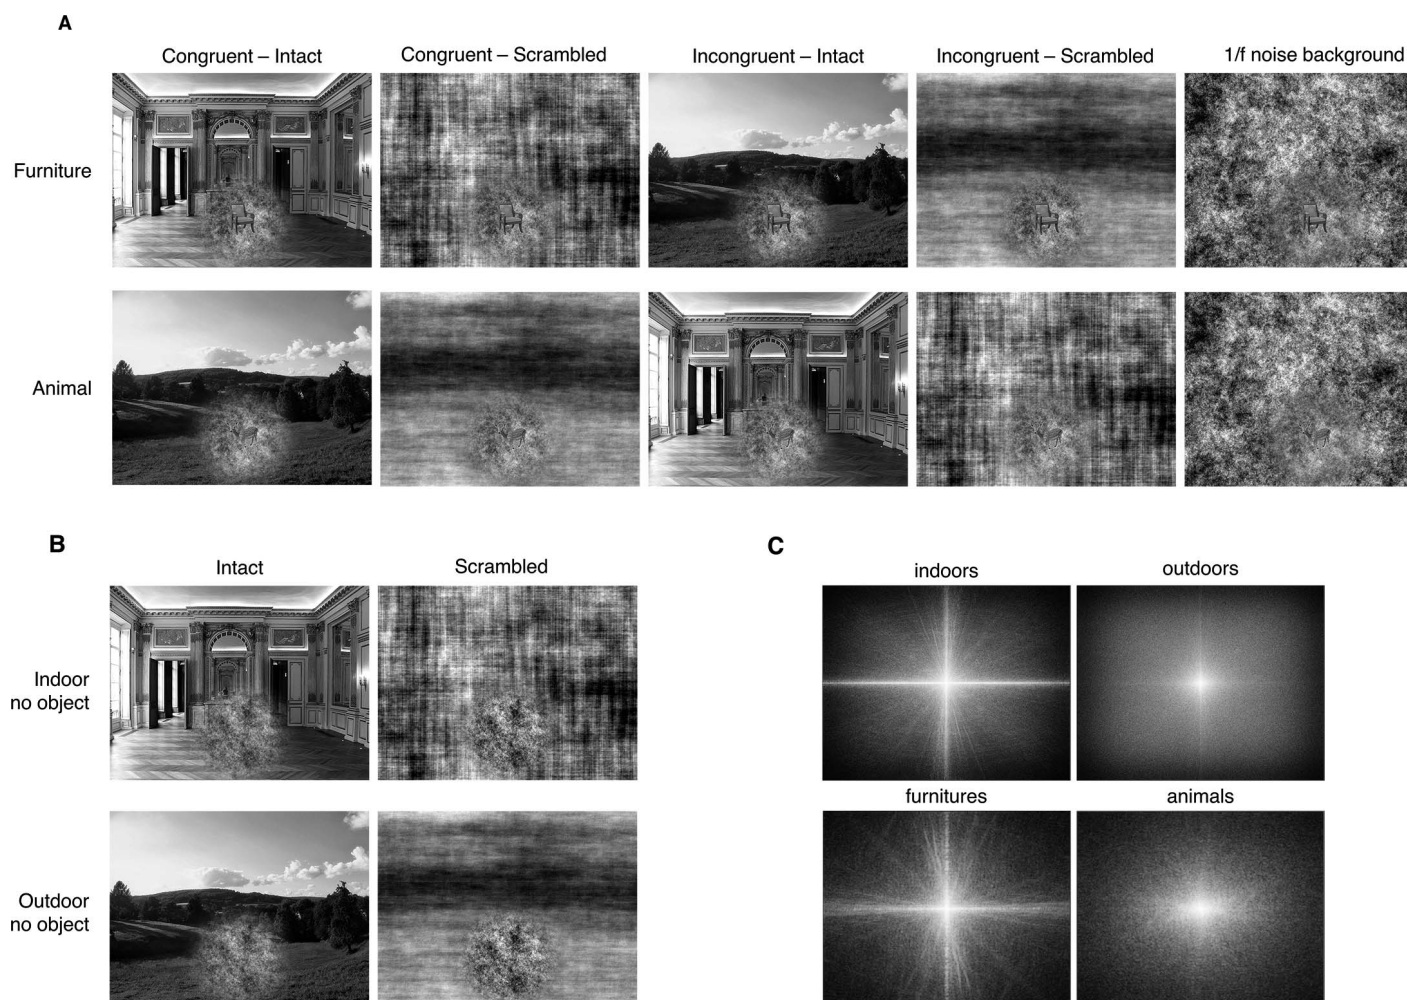 A
Congruent – Intact
Congruent – Scrambled
Incongruent – Intact
Incongruent – Scrambled
1/f noise background
Furniture
Animal
B
Intact
Scrambled
Indoor
no object
Outdoor
no object
C
indoors
outdoors
furnitures
animals